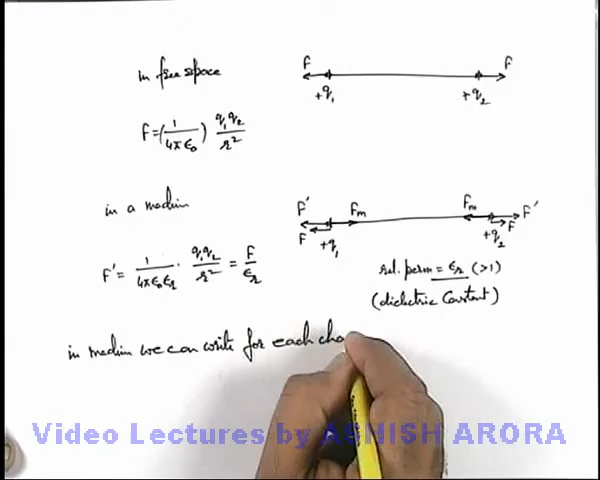 in free space
F F
+q₁ +q₂
F = (1/4πε₀) q₁q₂/r²
in a medium
F' Fₘ Fₘ F'
F F
+q₁ +q₂
F' = 1/4πε₀εᵣ · q₁q₂/r² = F/εᵣ
rel. perm = εᵣ (>1)
(dielectric Constant)
in medium we can write for each cha
Video Lectures by ASHISH ARORA